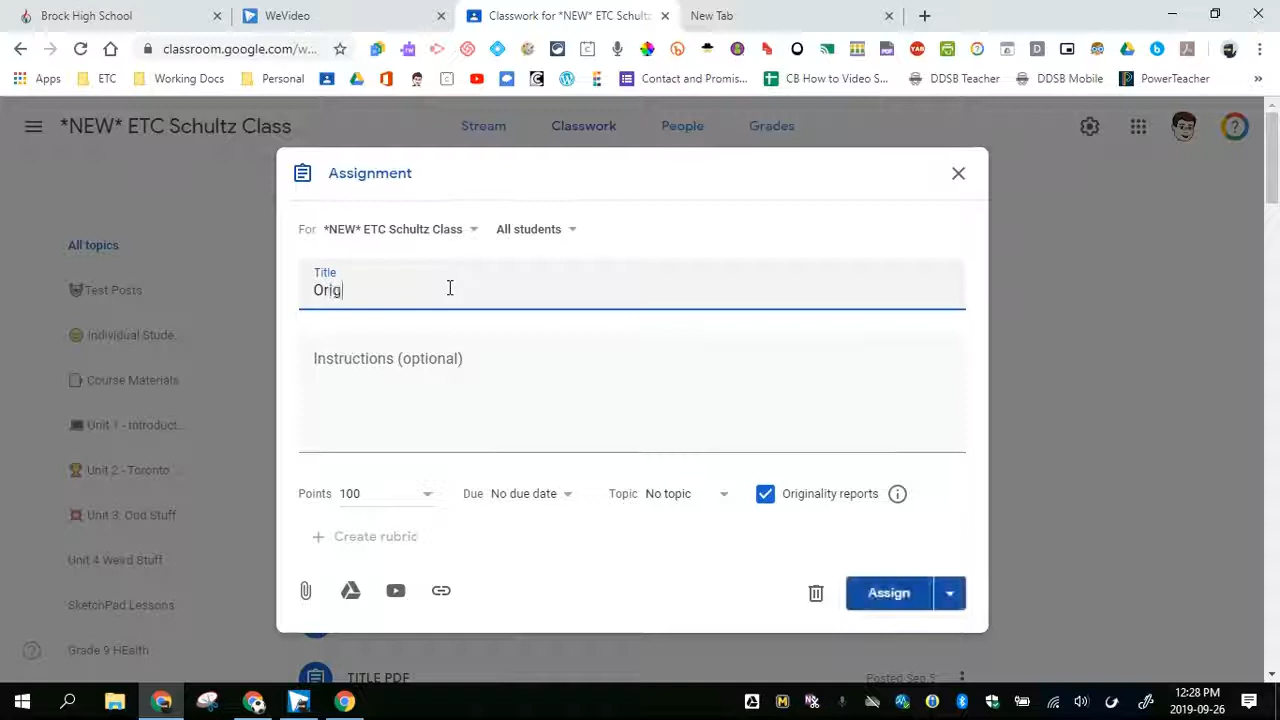 Brock High School
WeVideo
Classwork for *NEW* ETC Schultz
New Tab
classroom.google.com/w...
Apps
ETC
Working Docs
Personal
Contact and Promis...
CB How to Video S...
DDSB Teacher
DDSB Mobile
PowerTeacher
*NEW* ETC Schultz Class
Stream
Classwork
People
Grades
Assignment
For *NEW* ETC Schultz Class
All students
All topics
Title
Orig
Test Posts
Individual Stude...
Instructions (optional)
Course Materials
Unit 1 - Introduct...
Unit 2 - Toronto ...
Points 100
Due No due date
Topic No topic
Originality reports
Unit 3: Odd Stuff
Create rubric
Unit 4 Weird Stuff
Assign
SketchPad Lessons
Grade 9 HEalth
TITLE PDF
Posted Sep 5
12:28 PM
2019-09-26